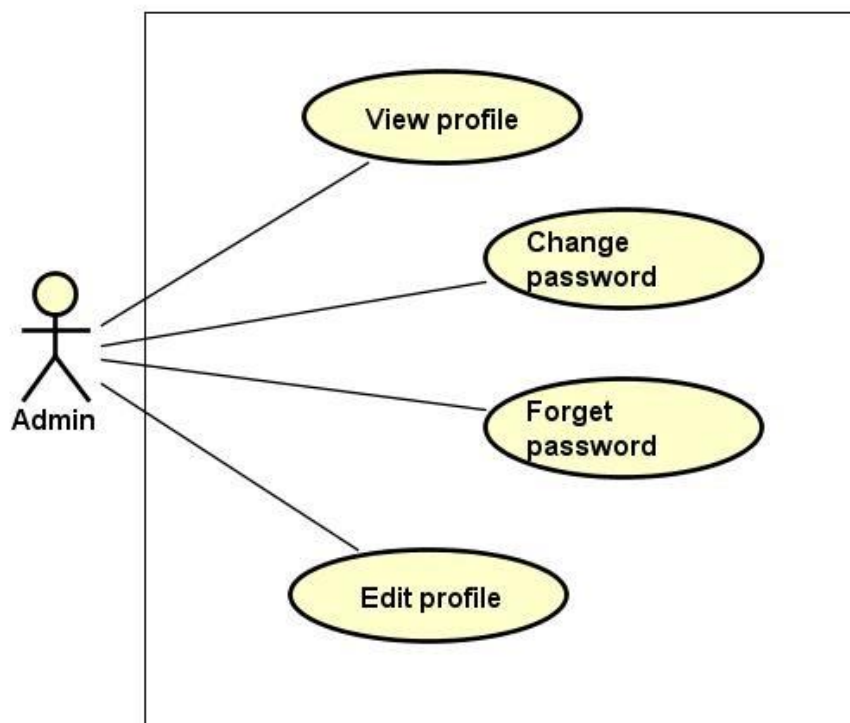 View profile
Change
password
Admin
Forget
password
Edit profile